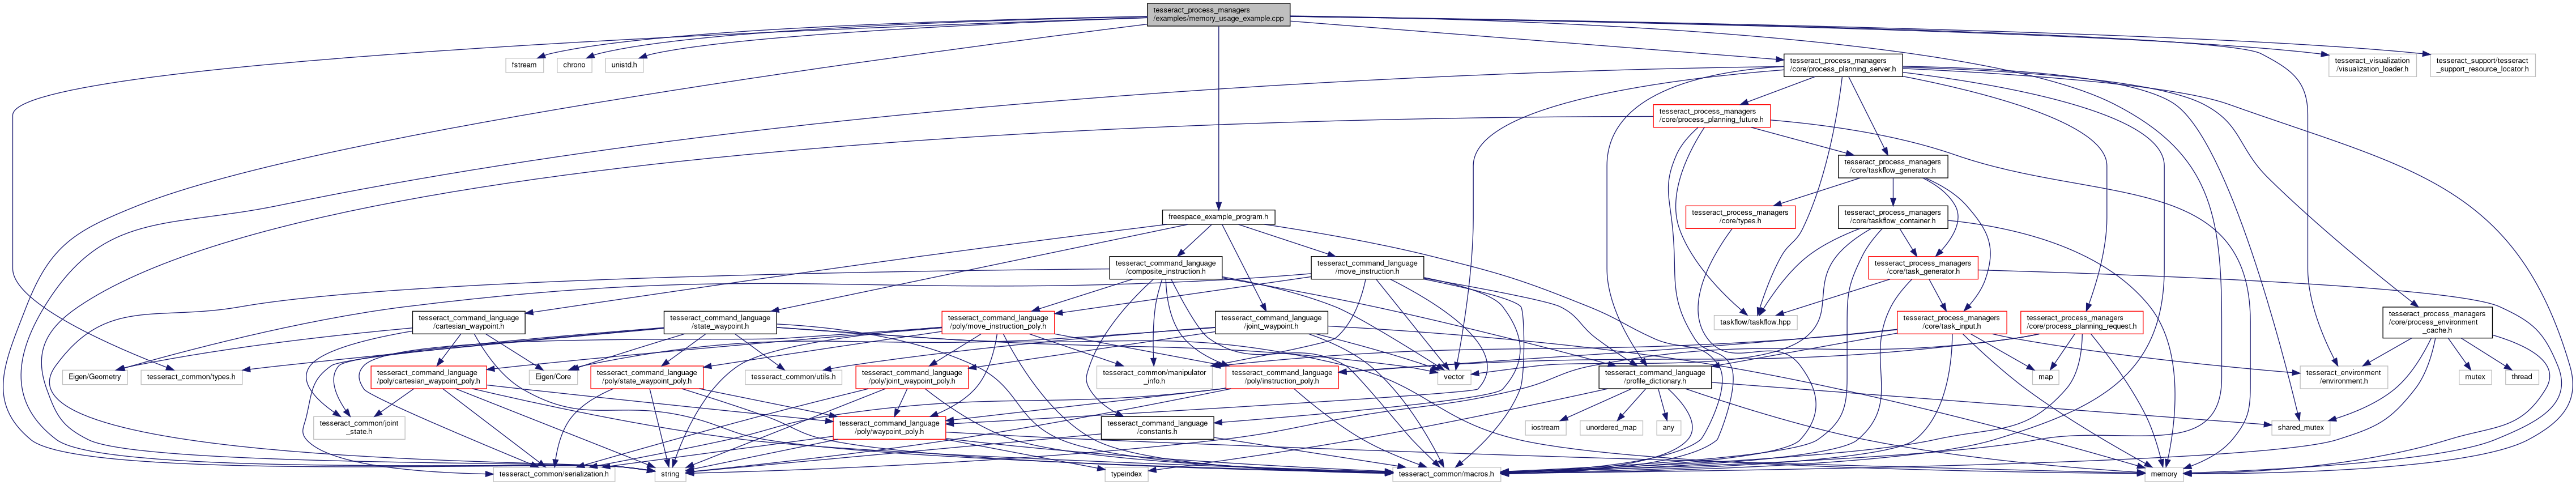 tesseract_process_managers
/examples/memory_usage_example.cpp
fstream
chrono
unistd.h
tesseract_process_managers
/core/process_planning_server.h
tesseract_visualization
/visualization_loader.h
tesseract_support/tesseract
_support_resource_locator.h
tesseract_process_managers
/core/process_planning_future.h
tesseract_process_managers
/core/taskflow_generator.h
freespace_example_program.h
tesseract_process_managers
/core/types.h
tesseract_process_managers
/core/taskflow_container.h
tesseract_command_language
/composite_instruction.h
tesseract_command_language
/move_instruction.h
tesseract_process_managers
/core/task_generator.h
tesseract_command_language
/cartesian_waypoint.h
tesseract_command_language
/state_waypoint.h
tesseract_command_language
/poly/move_instruction_poly.h
tesseract_command_language
/joint_waypoint.h
taskflow/taskflow.hpp
tesseract_process_managers
/core/task_input.h
tesseract_process_managers
/core/process_planning_request.h
tesseract_process_managers
/core/process_environment
_cache.h
Eigen/Geometry
tesseract_common/types.h
tesseract_command_language
/poly/cartesian_waypoint_poly.h
Eigen/Core
tesseract_command_language
/poly/state_waypoint_poly.h
tesseract_common/utils.h
tesseract_command_language
/poly/joint_waypoint_poly.h
tesseract_common/manipulator
_info.h
tesseract_command_language
/poly/instruction_poly.h
vector
tesseract_command_language
/profile_dictionary.h
map
tesseract_environment
/environment.h
mutex
thread
tesseract_common/joint
_state.h
tesseract_command_language
/poly/waypoint_poly.h
tesseract_command_language
/constants.h
iostream
unordered_map
any
shared_mutex
tesseract_common/serialization.h
string
typeindex
tesseract_common/macros.h
memory